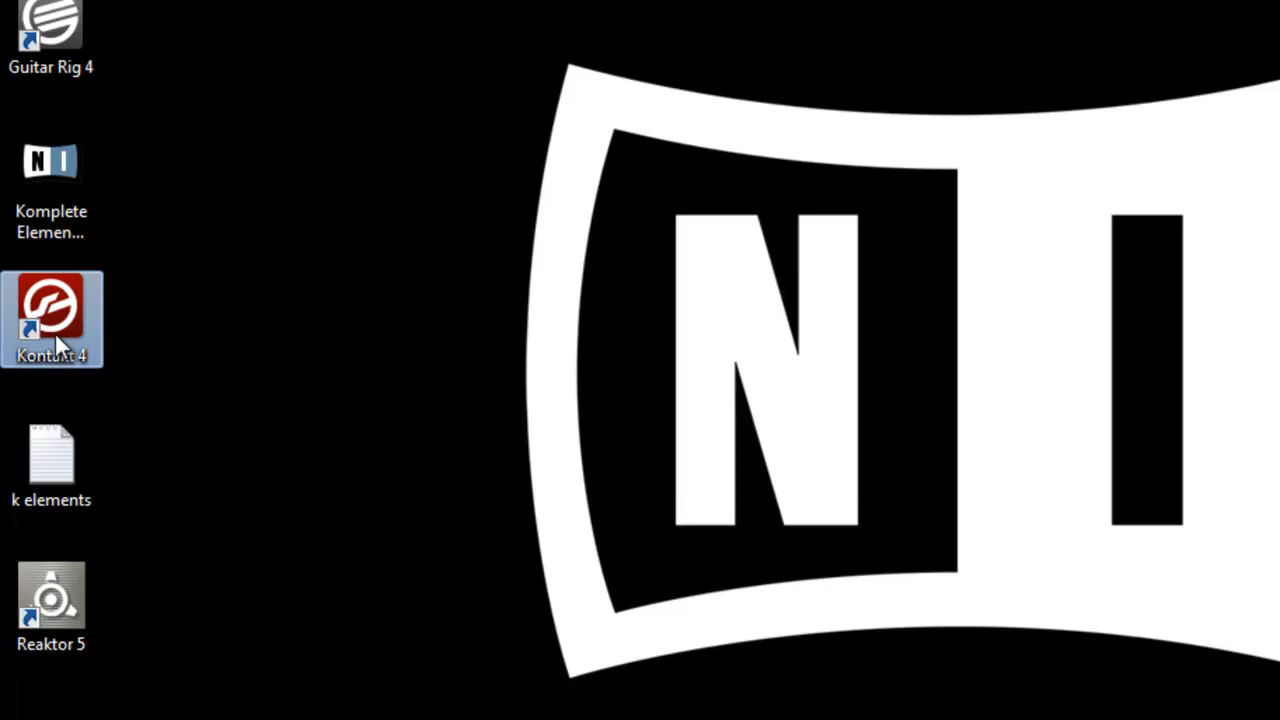 Guitar Rig 4
N I
Komplete
Elemen...
Kontakt 4
k elements
Reaktor 5
N I